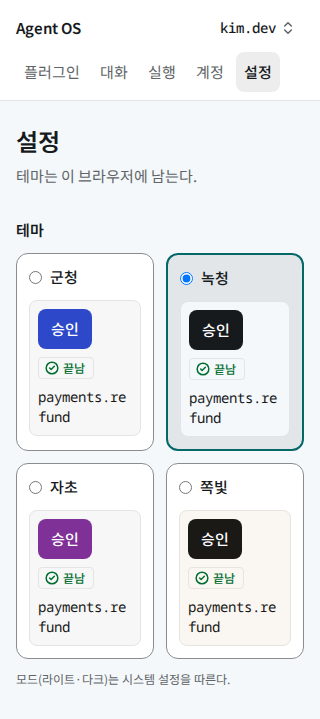 Agent OS
kim.dev
플러그인 대화 실행 계정 설정
설정
테마는 이 브라우저에 남는다.
테마
군청
승인
끝남
payments.re
fund
녹청
승인
끝남
payments.re
fund
자초
승인
끝남
payments.re
fund
쪽빛
승인
끝남
payments.re
fund
모드(라이트·다크)는 시스템 설정을 따른다.